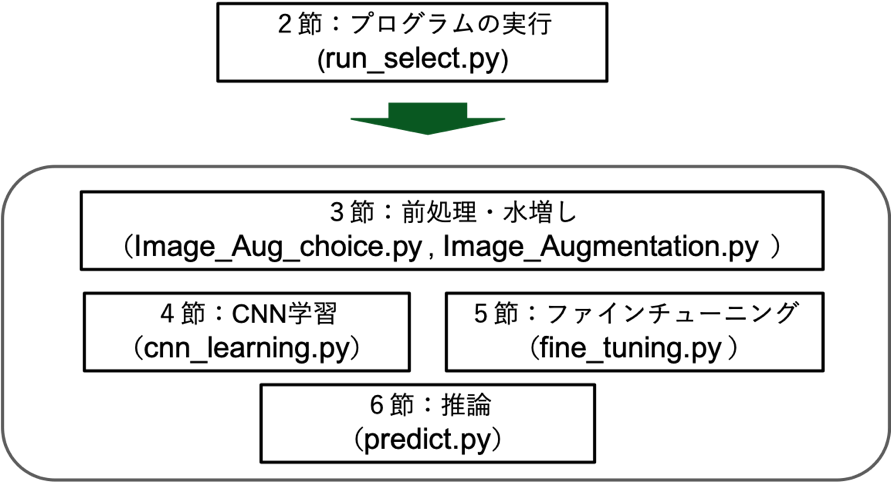 ２節：プログラムの実行
(run_select.py)
３節：前処理・水増し
（Image_Aug_choice.py , Image_Augmentation.py ）
４節：CNN学習
（cnn_learning.py）
５節：ファインチューニング
（fine_tuning.py ）
６節：推論
（predict.py）